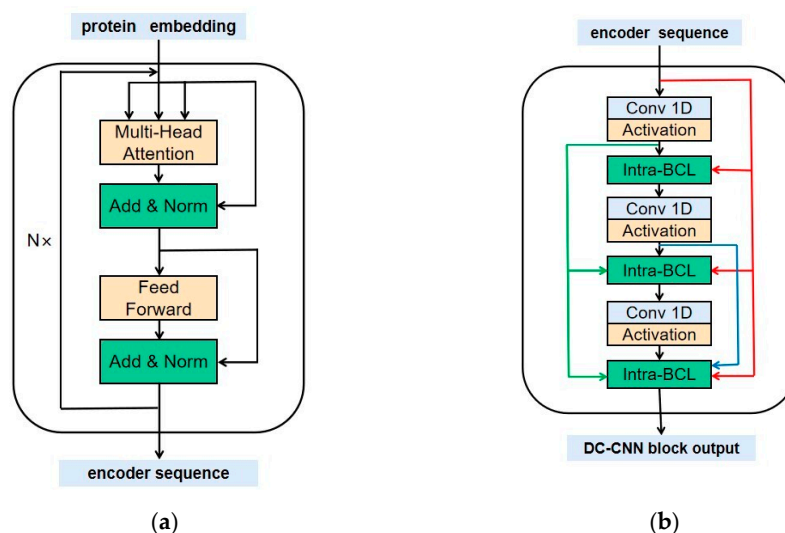 protein embedding
Multi-Head
Attention
Add & Norm
N×
Feed
Forward
Add & Norm
encoder sequence
(a)
encoder sequence
Conv 1D
Activation
Intra-BCL
Conv 1D
Activation
Intra-BCL
Conv 1D
Activation
Intra-BCL
DC-CNN block output
(b)